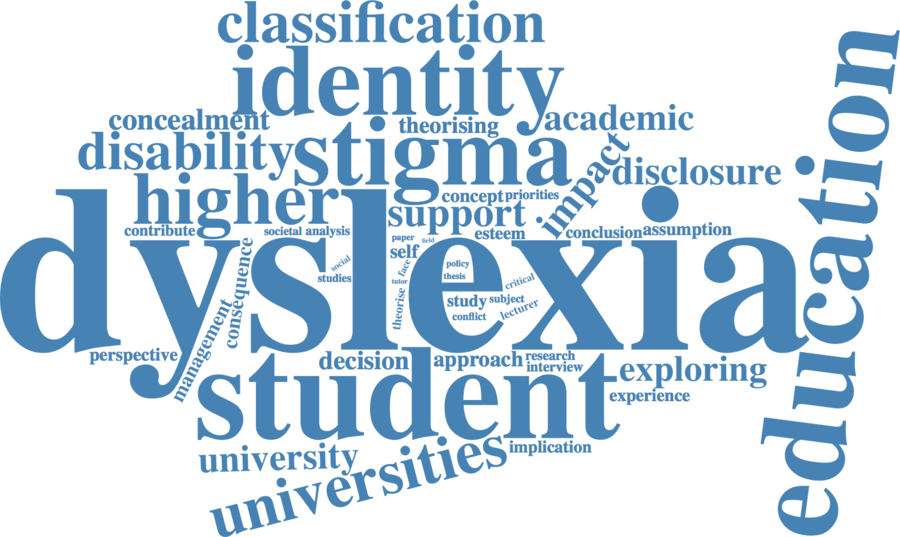 classification
identity
concealment
theorising
academic
disability
stigma
impact
disclosure
higher
concept
priorities
support
contribute
societal analysis
esteem
conclusion
assumption
dyslexia
paper
field
self
social
studies
face
tutor
policy
thesis
critical
theorise
study
subject
conflict
lecturer
consequence
management
perspective
decision
approach
research
interview
student
exploring
experience
university
universities
implication
education